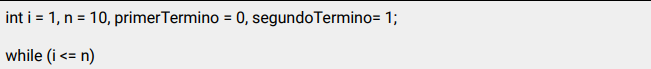 int i = 1, n = 10, primerTermino = 0, segundoTermino= 1;
while (i <= n)